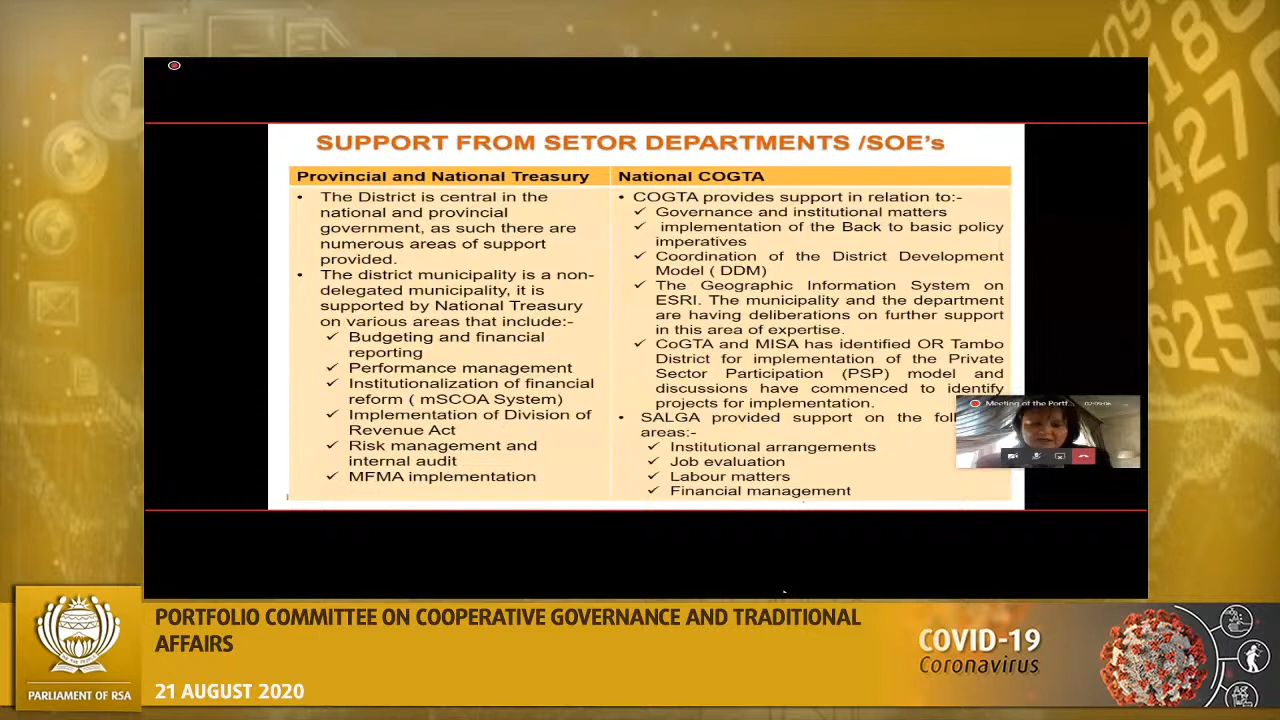 SUPPORT FROM SETOR DEPARTMENTS /SOE's
Provincial and National Treasury
• The District is central in the
national and provincial
government, as such there are
numerous areas of support
provided.
• The district municipality is a non-
delegated municipality, it is
supported by National Treasury
on various areas that include:-
✓ Budgeting and financial
reporting
✓ Performance management
✓ Institutionalization of financial
reform ( mSCOA System)
✓ Implementation of Division of
Revenue Act
✓ Risk management and
internal audit
✓ MFMA implementation
National COGTA
• COGTA provides support in relation to:-
✓ Governance and institutional matters
✓ implementation of the Back to basic policy
imperatives
✓ Coordination of the District Development
Model ( DDM)
✓ The Geographic Information System on
ESRI. The municipality and the department
are having deliberations on further support
in this area of expertise.
✓ CoGTA and MISA has identified OR Tambo
District for implementation of the Private
Sector Participation (PSP) model and
discussions have commenced to identify
projects for implementation.
• SALGA provided support on the foll
areas:-
✓ Institutional arrangements
✓ Job evaluation
✓ Labour matters
✓ Financial management
Meeting of the Portf... 02:09:06
PARLIAMENT OF RSA
PORTFOLIO COMMITTEE ON COOPERATIVE GOVERNANCE AND TRADITIONAL
AFFAIRS
21 AUGUST 2020
COVID-19
Coronavirus